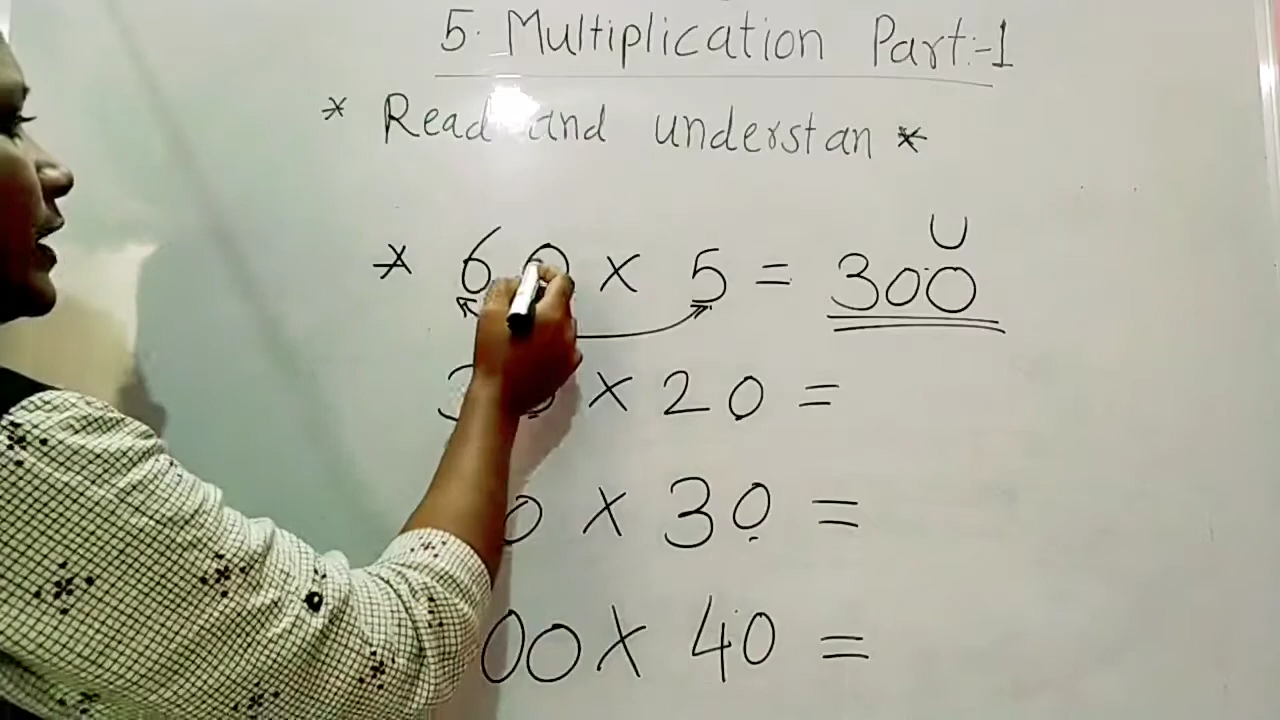 5. Multiplication Part:-1
* Read and understan *
* 60 x 5 = 300
x 20 =
0 x 30 =
00 x 40 =